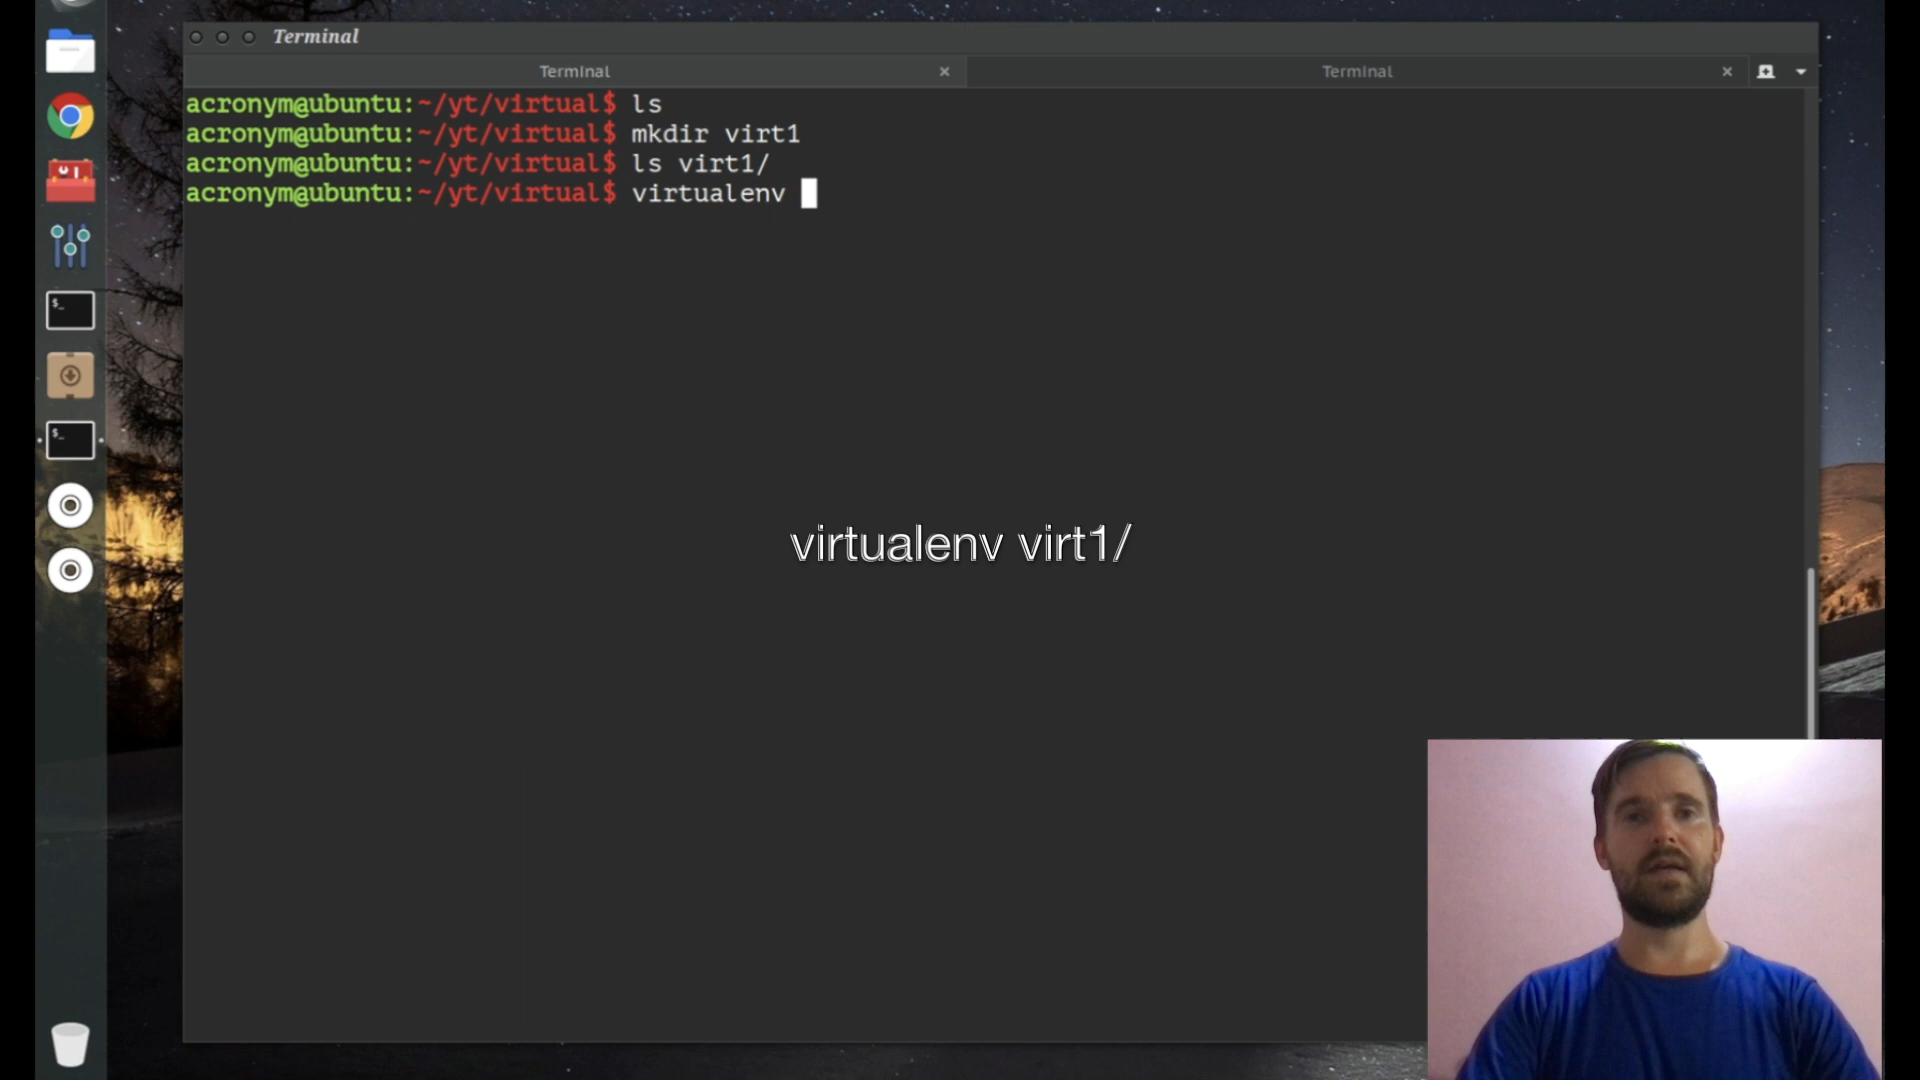 Terminal
Terminal
Terminal
acronym@ubuntu:~/yt/virtual$ ls
acronym@ubuntu:~/yt/virtual$ mkdir virt1
acronym@ubuntu:~/yt/virtual$ ls virt1/
acronym@ubuntu:~/yt/virtual$ virtualenv
virtualenv virt1/